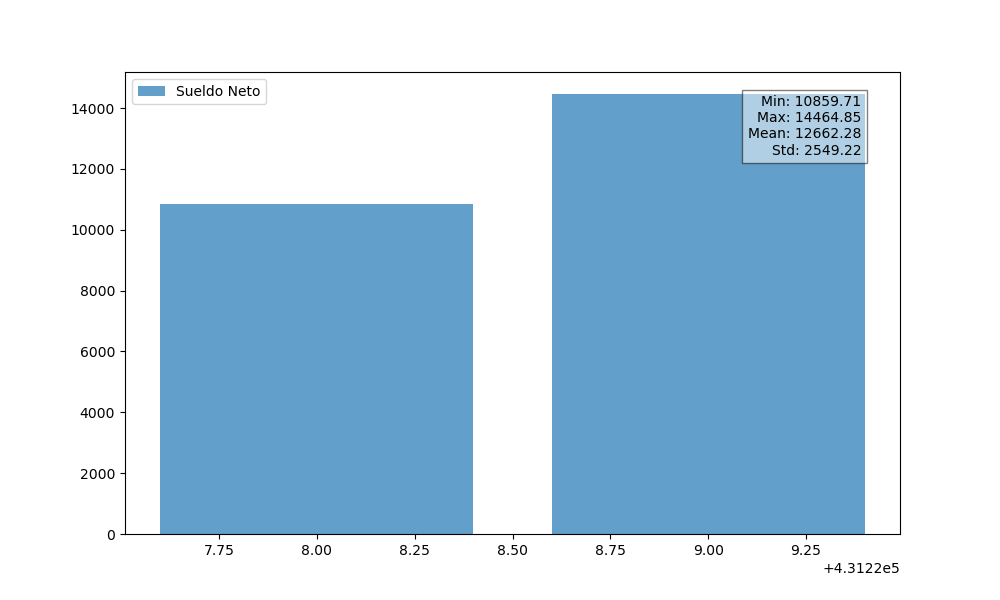 Sueldo Neto
Min: 10859.71
Max: 14464.85
Mean: 12662.28
Std: 2549.22
14000
12000
10000
8000
6000
4000
2000
0
7.75 8.00 8.25 8.50 8.75 9.00 9.25
+4.3122e5